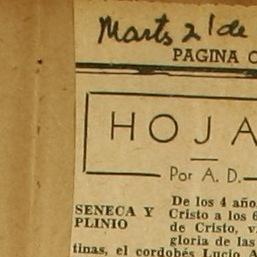 Marts 21 de
PAGINA
HOJA
Por A. D.
SENECA Y
PLINIO
De los 4 año
Cristo a los 6
de Cristo, v
gloria de las
tinas, el cordobés Lucio A